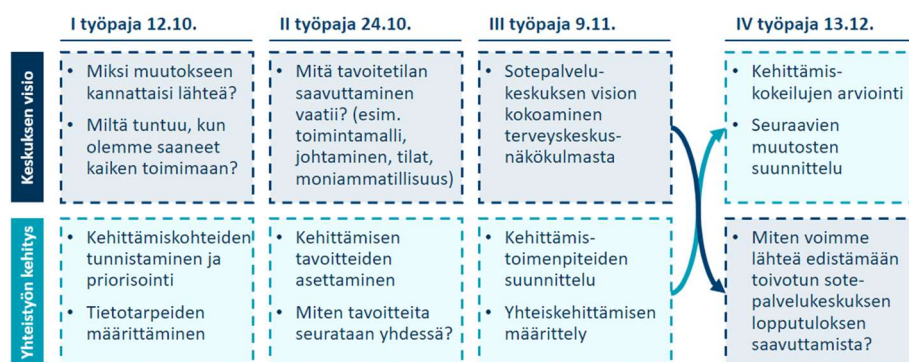 I työpaja 12.10.
II työpaja 24.10.
III työpaja 9.11.
IV työpaja 13.12.
Keskuksen visio
• Miksi muutokseen
kannattaisi lähteä?
• Miltä tuntuu, kun
olemme saaneet
kaiken toimimaan?
• Mitä tavoitetilan
saavuttaminen
vaatii? (esim.
toimintamalli,
johtaminen, tilat,
moniammatillisuus)
• Sotepalvelu-
keskuksen vision
kokoaminen
terveyskeskus-
näkökulmasta
• Kehittämis-
kokeilujen arviointi
• Seuraavien
muutosten
suunnittelu
Yhteistyön kehitys
• Kehittämiskohteiden
tunnistaminen ja
priorisointi
• Tietotarpeiden
määrittäminen
• Kehittämisen
tavoitteiden
asettaminen
• Miten tavoitteita
seurataan yhdessä?
• Kehittämis-
toimenpiteiden
suunnittelu
• Yhteiskehittämisen
määrittely
• Miten voimme
lähteä edistämään
toivotun sote-
palvelukeskuksen
lopputuloksen
saavuttamista?